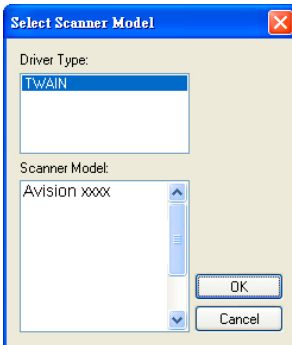 Select Scanner Model
Driver Type:
TWAIN
Scanner Model:
Avision xxxx
OK
Cancel